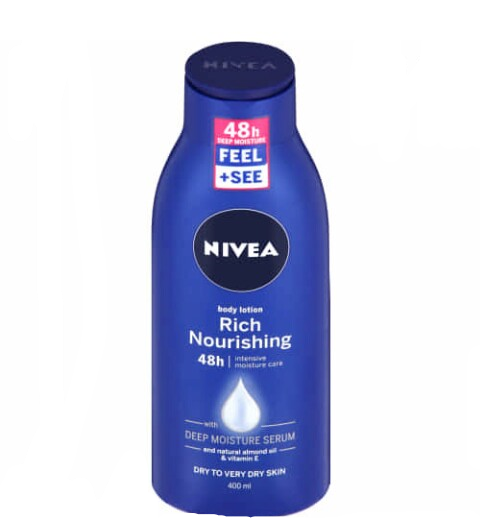 NIVEA
48h
DEEP MOISTURE
FEEL
+SEE
NIVEA
body lotion
Rich
Nourishing
48h | intensive
moisture care
with
DEEP MOISTURE SERUM
and natural almond oil
& vitamin E
DRY TO VERY DRY SKIN
400 ml